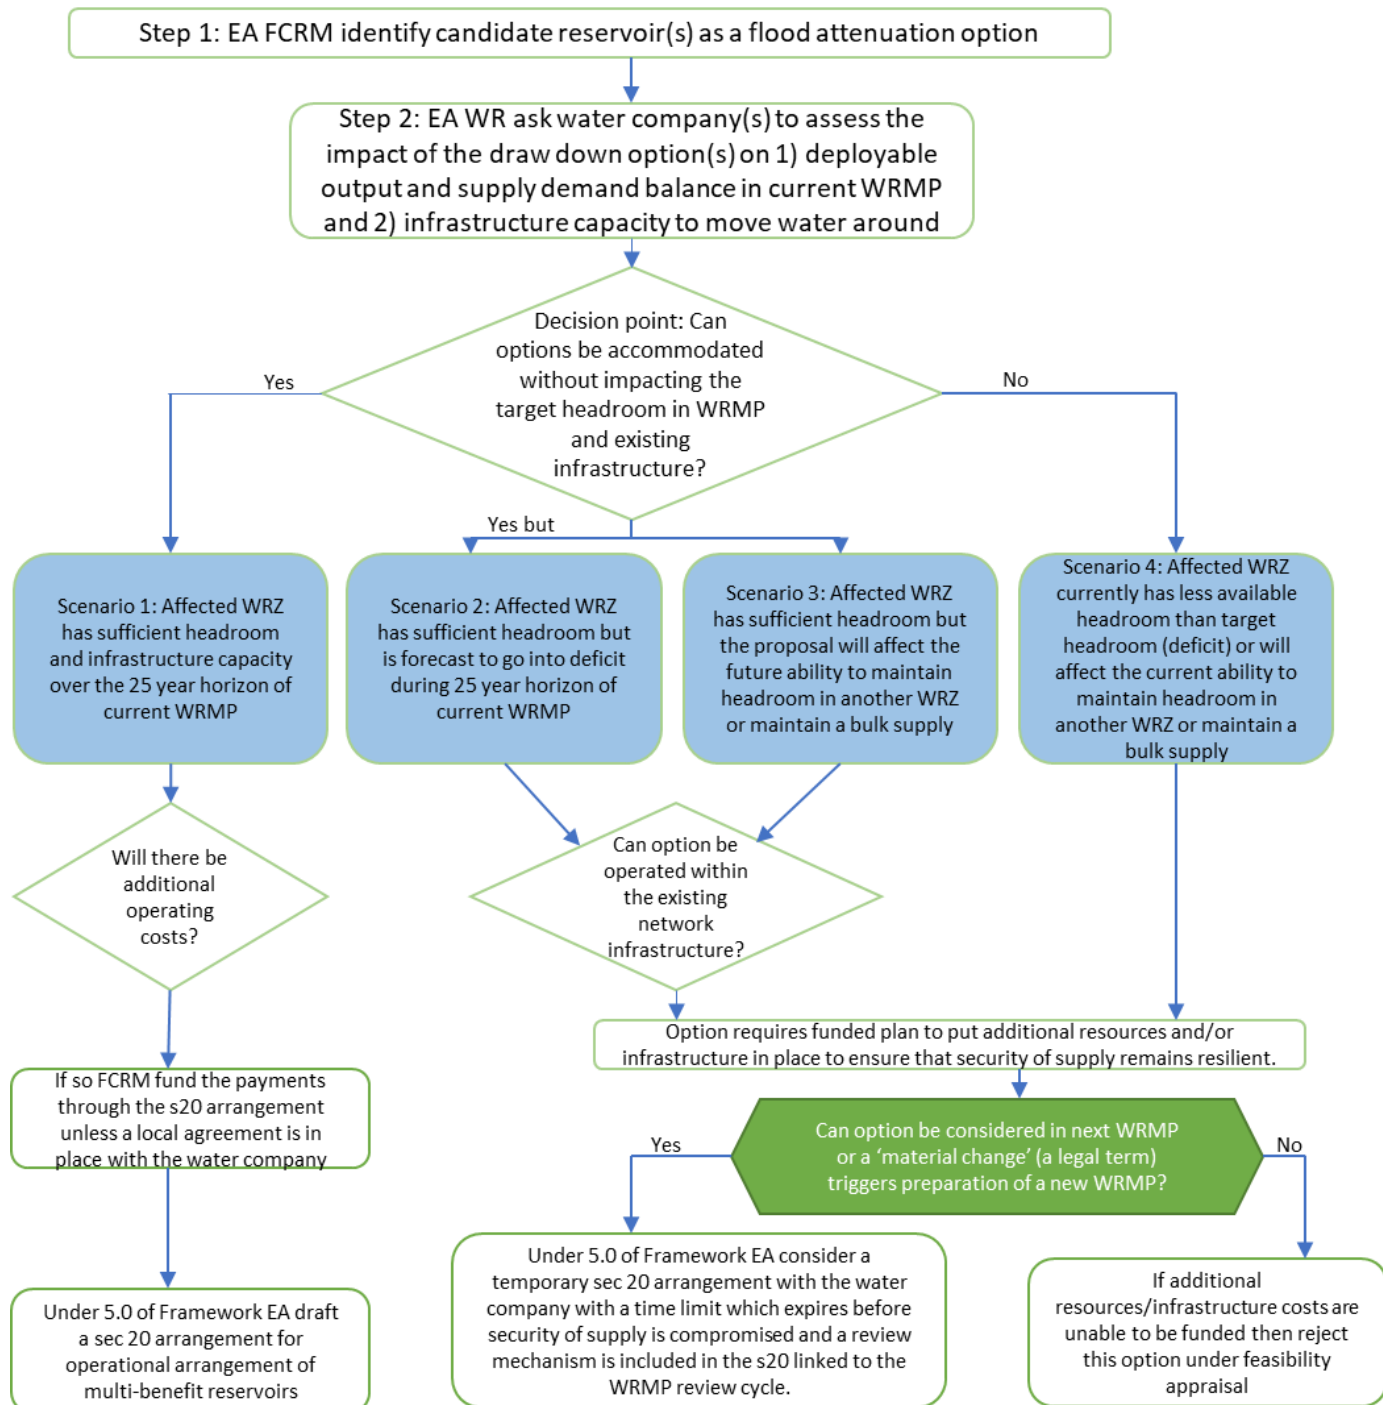 Step 1: EA FCRM identify candidate reservoir(s) as a flood attenuation option
Step 2: EA WR ask water company(s) to assess the
impact of the draw down option(s) on 1) deployable
output and supply demand balance in current WRMP
and 2) infrastructure capacity to move water around
Decision point: Can
options be accommodated
without impacting the
target headroom in WRMP
and existing
infrastructure?
Yes
No
Yes but
Scenario 1: Affected WRZ
has sufficient headroom
and infrastructure capacity
over the 25 year horizon of
current WRMP
Scenario 2: Affected WRZ
has sufficient headroom but
is forecast to go into deficit
during 25 year horizon of
current WRMP
Scenario 3: Affected WRZ
has sufficient headroom but
the proposal will affect the
future ability to maintain
headroom in another WRZ
or maintain a bulk supply
Scenario 4: Affected WRZ
currently has less available
headroom than target
headroom (deficit) or will
affect the current ability to
maintain headroom in
another WRZ or maintain a
bulk supply
Will there be
additional
operating
costs?
Can option be
operated within
the existing
network
infrastructure?
Option requires funded plan to put additional resources and/or
infrastructure in place to ensure that security of supply remains resilient.
If so FCRM fund the payments
through the s20 arrangement
unless a local agreement is in
place with the water company
Can option be considered in next WRMP
or a ‘material change’ (a legal term)
triggers preparation of a new WRMP?
Yes
No
Under 5.0 of Framework EA draft
a sec 20 arrangement for
operational arrangement of
multi-benefit reservoirs
Under 5.0 of Framework EA consider a
temporary sec 20 arrangement with the water
company with a time limit which expires before
security of supply is compromised and a review
mechanism is included in the s20 linked to the
WRMP review cycle.
If additional
resources/infrastructure costs are
unable to be funded then reject
this option under feasibility
appraisal